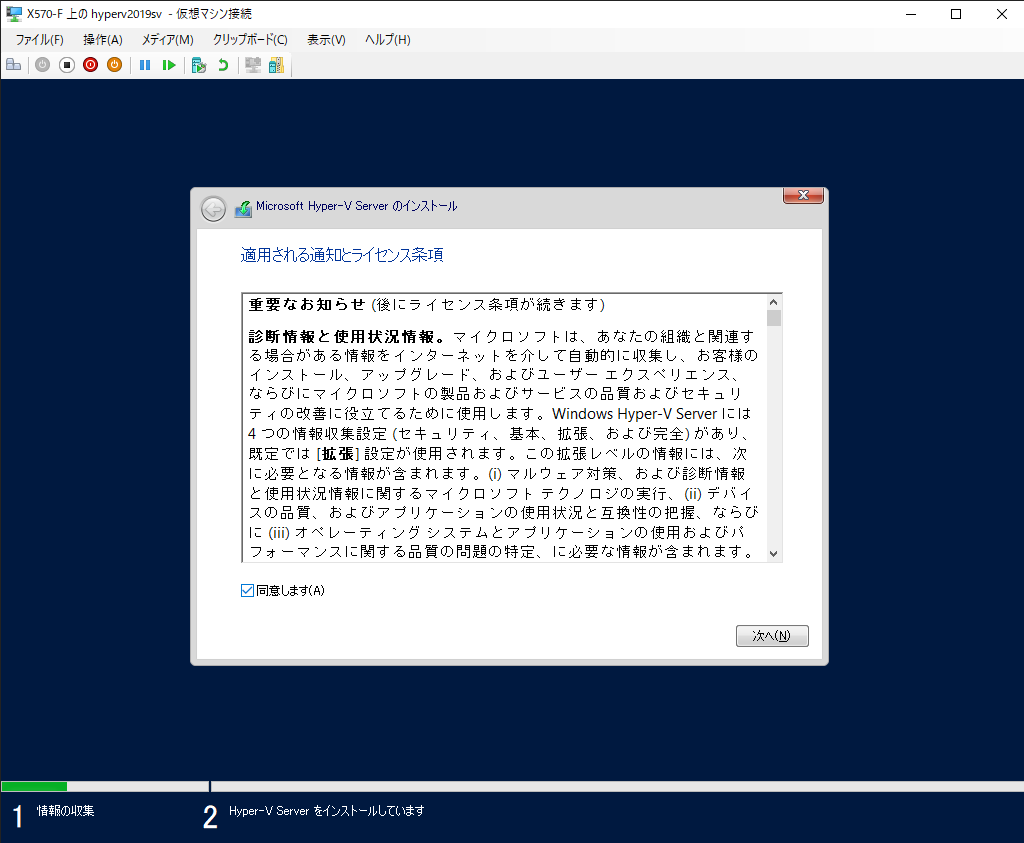 X570-F 上の hyperv2019sv - 仮想マシン接続
ファイル(F) 操作(A) メディア(M) クリップボード(C) 表示(V) ヘルプ(H)
Microsoft Hyper-V Server のインストール
適用される通知とライセンス条項
重要なお知らせ (後にライセンス条項が続きます)
診断情報と使用状況情報。マイクロソフトは、あなたの組織と関連す
る場合がある情報をインターネットを介して自動的に収集し、お客様の
インストール、アップグレード、およびユーザー エクスペリエンス、
ならびにマイクロソフトの製品およびサービスの品質およびセキュリ
ティの改善に役立てるために使用します。Windows Hyper-V Server には
4 つの情報収集設定 (セキュリティ、基本、拡張、および完全) があり、
既定では [拡張] 設定が使用されます。この拡張レベルの情報には、次
に必要となる情報が含まれます。(i) マルウェア対策、および診断情報
と使用状況情報に関するマイクロソフト テクノロジの実行、(ii) デバイ
スの品質、およびアプリケーションの使用状況と互換性の把握、ならび
に (iii) オペレーティング システムとアプリケーションの使用およびパ
フォーマンスに関する品質の問題の特定、に必要な情報が含まれます。
同意します(A)
次へ(N)
1 情報の収集 2 Hyper-V Server をインストールしています